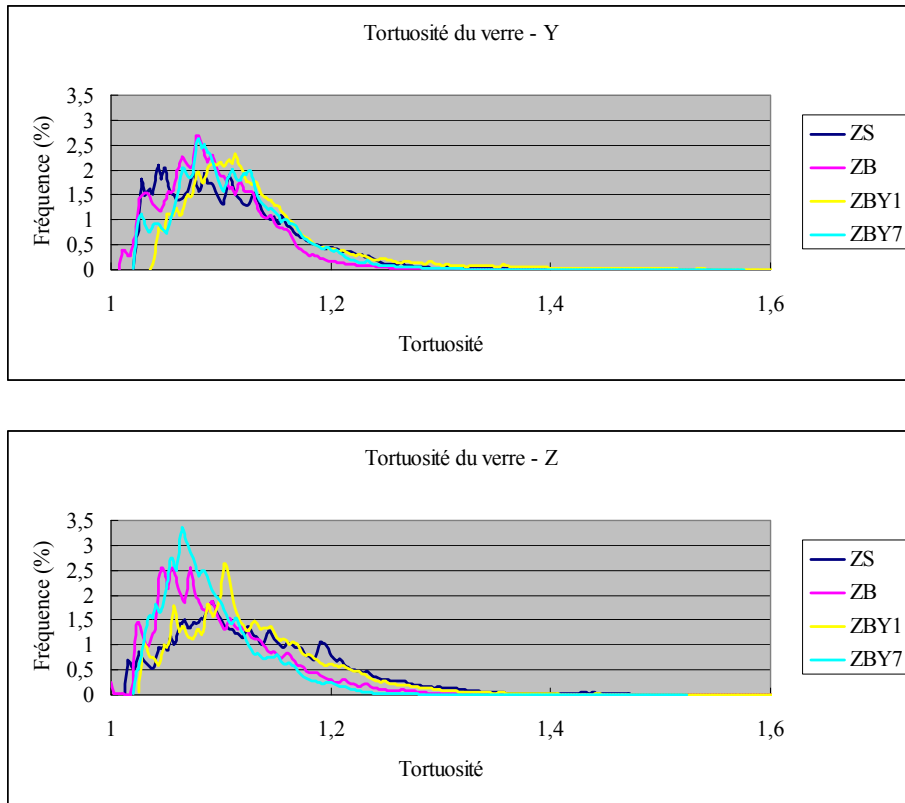 Tortuosité du verre - Y
Fréquence (%)
3,5
3
2,5
2
1,5
1
0,5
0
1
1,2
1,4
1,6
Tortuosité
ZS
ZB
ZBY1
ZBY7
Tortuosité du verre - Z
Fréquence (%)
3,5
3
2,5
2
1,5
1
0,5
0
1
1,2
1,4
1,6
Tortuosité
ZS
ZB
ZBY1
ZBY7